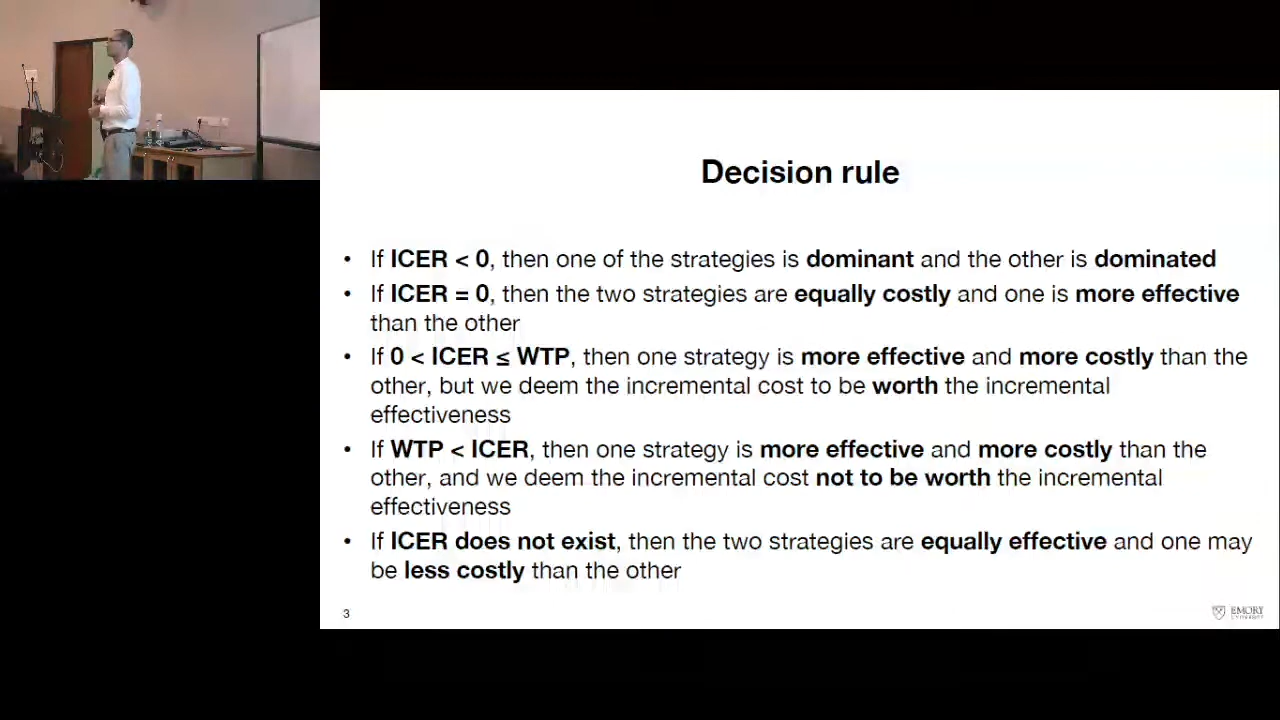 Decision rule
• If ICER < 0, then one of the strategies is dominant and the other is dominated
• If ICER = 0, then the two strategies are equally costly and one is more effective
than the other
• If 0 < ICER ≤ WTP, then one strategy is more effective and more costly than the
other, but we deem the incremental cost to be worth the incremental
effectiveness
• If WTP < ICER, then one strategy is more effective and more costly than the
other, and we deem the incremental cost not to be worth the incremental
effectiveness
• If ICER does not exist, then the two strategies are equally effective and one may
be less costly than the other
3
EMORY
UNIVERSITY